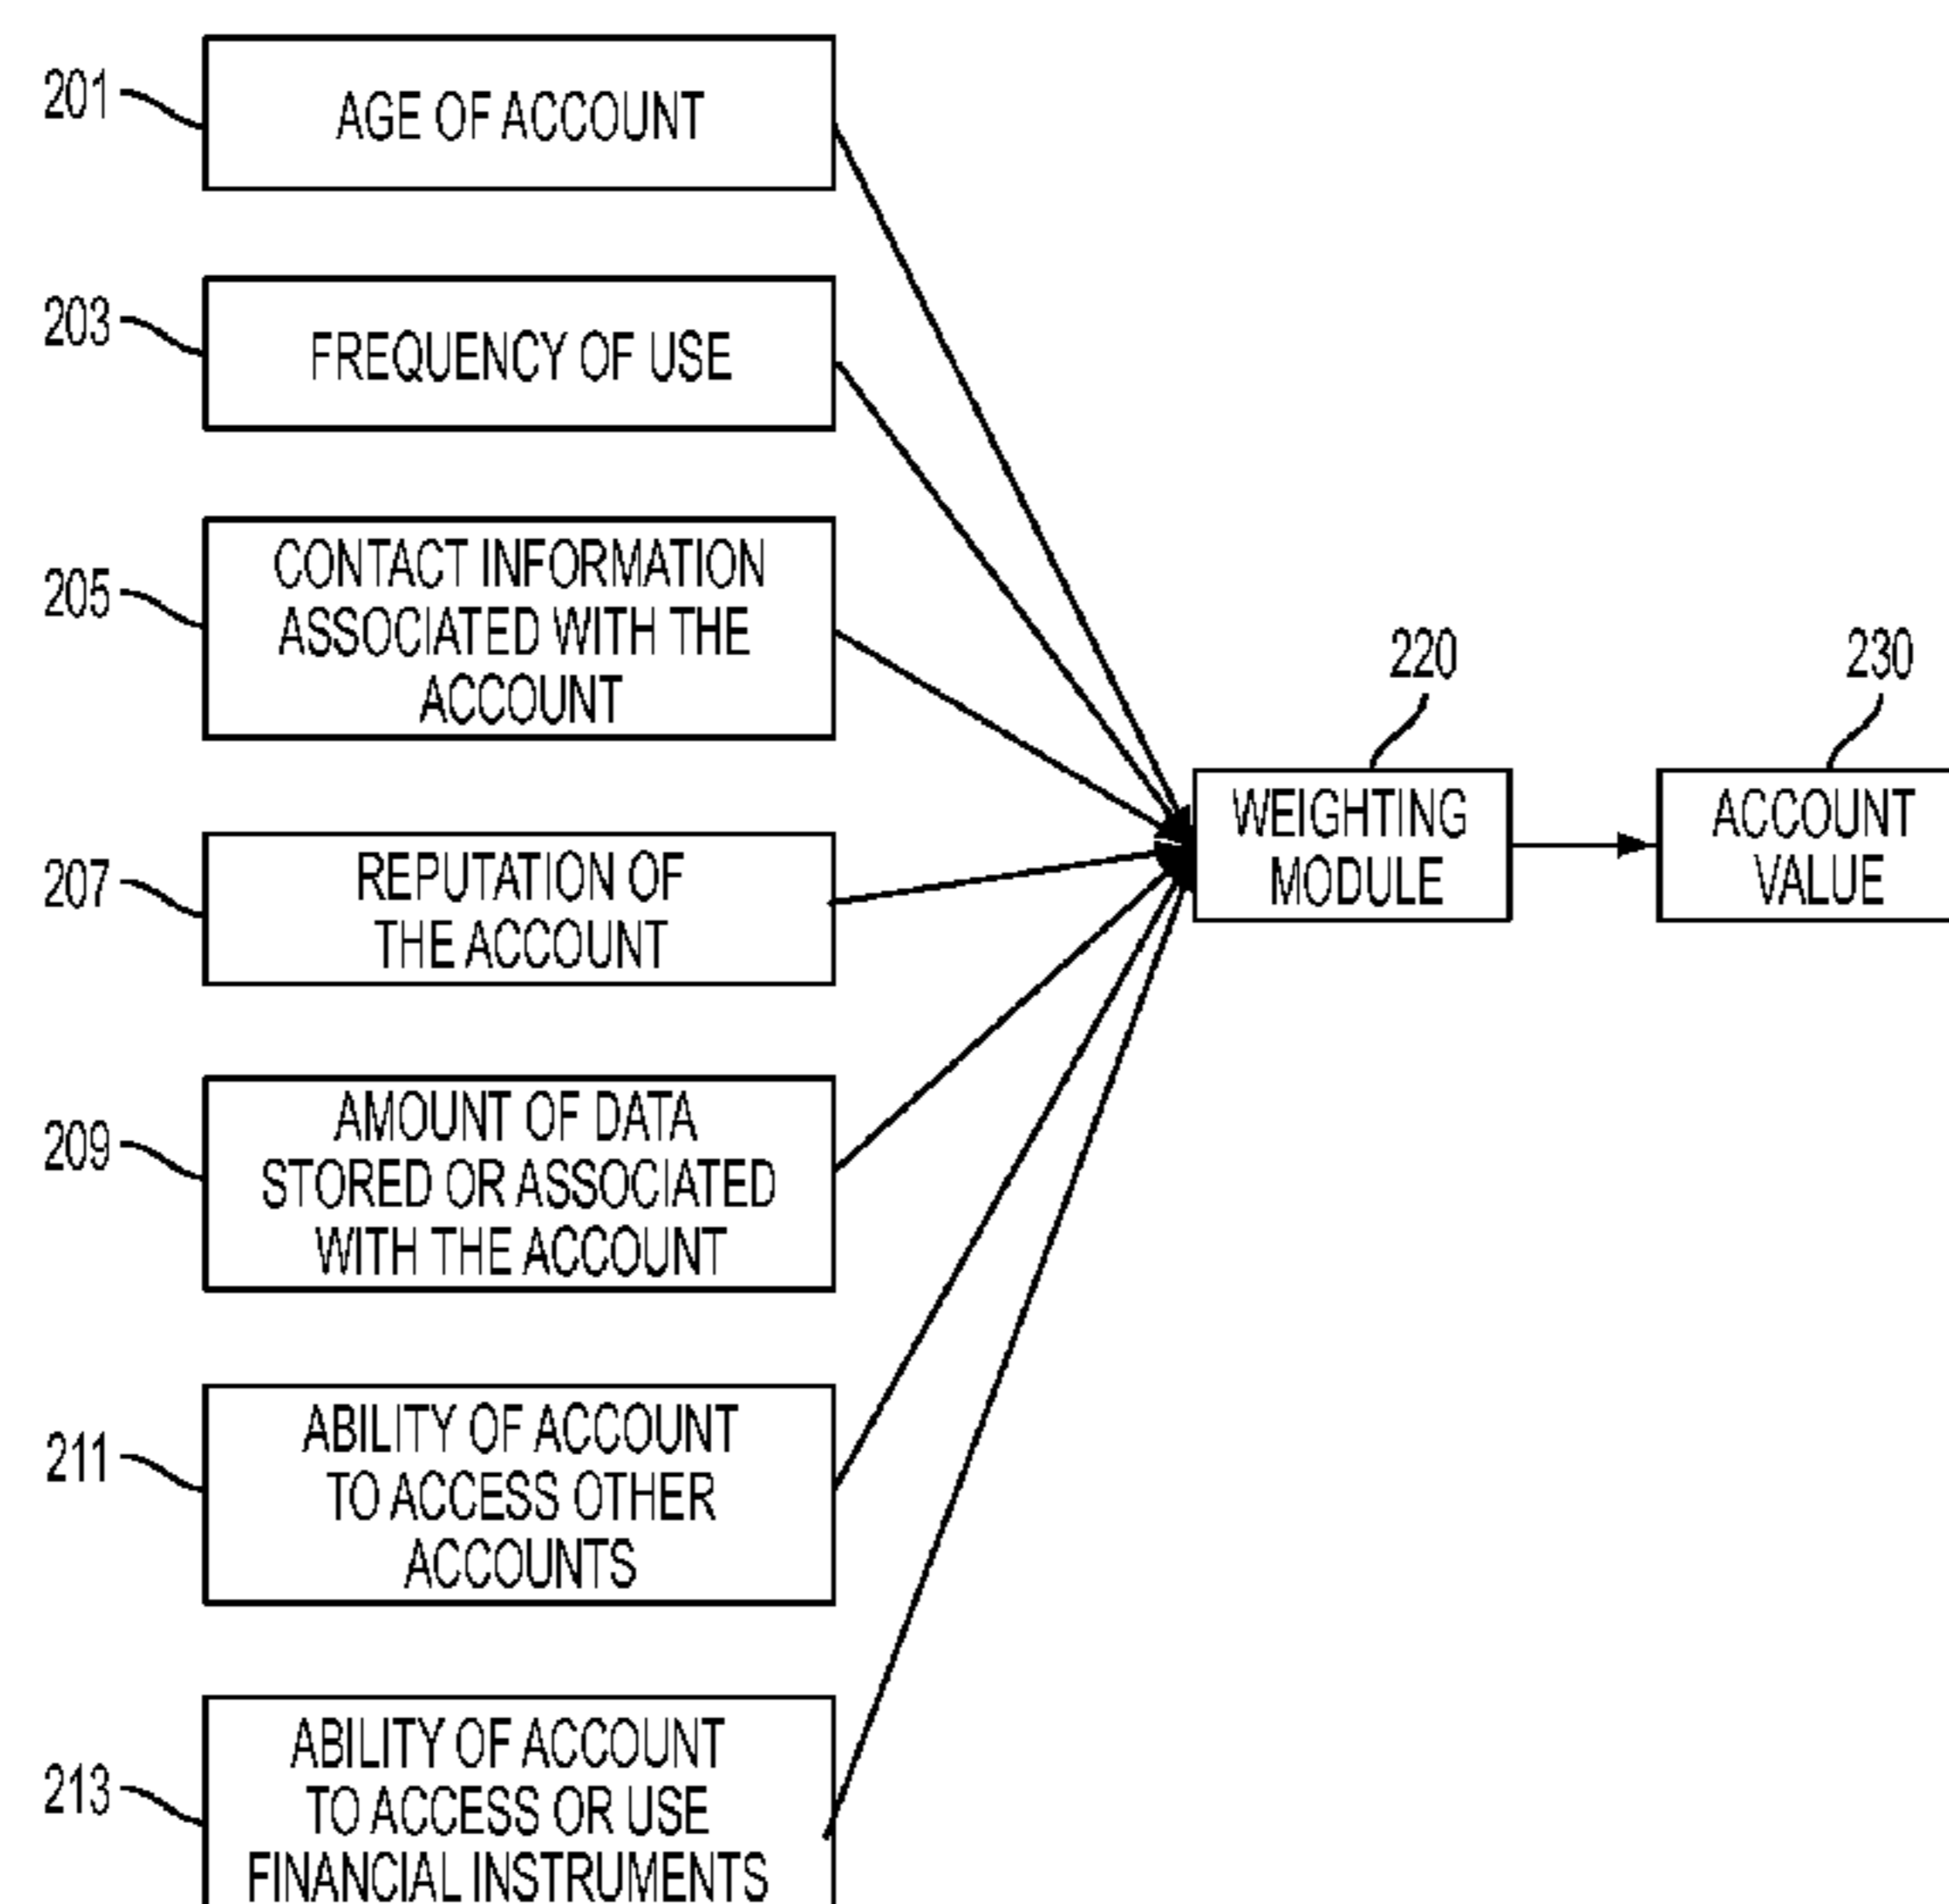 201
AGE OF ACCOUNT
203
FREQUENCY OF USE
205
CONTACT INFORMATION
ASSOCIATED WITH THE
ACCOUNT
207
REPUTATION OF
THE ACCOUNT
209
AMOUNT OF DATA
STORED OR ASSOCIATED
WITH THE ACCOUNT
211
ABILITY OF ACCOUNT
TO ACCESS OTHER
ACCOUNTS
213
ABILITY OF ACCOUNT
TO ACCESS OR USE
FINANCIAL INSTRUMENTS
220
WEIGHTING
MODULE
230
ACCOUNT
VALUE